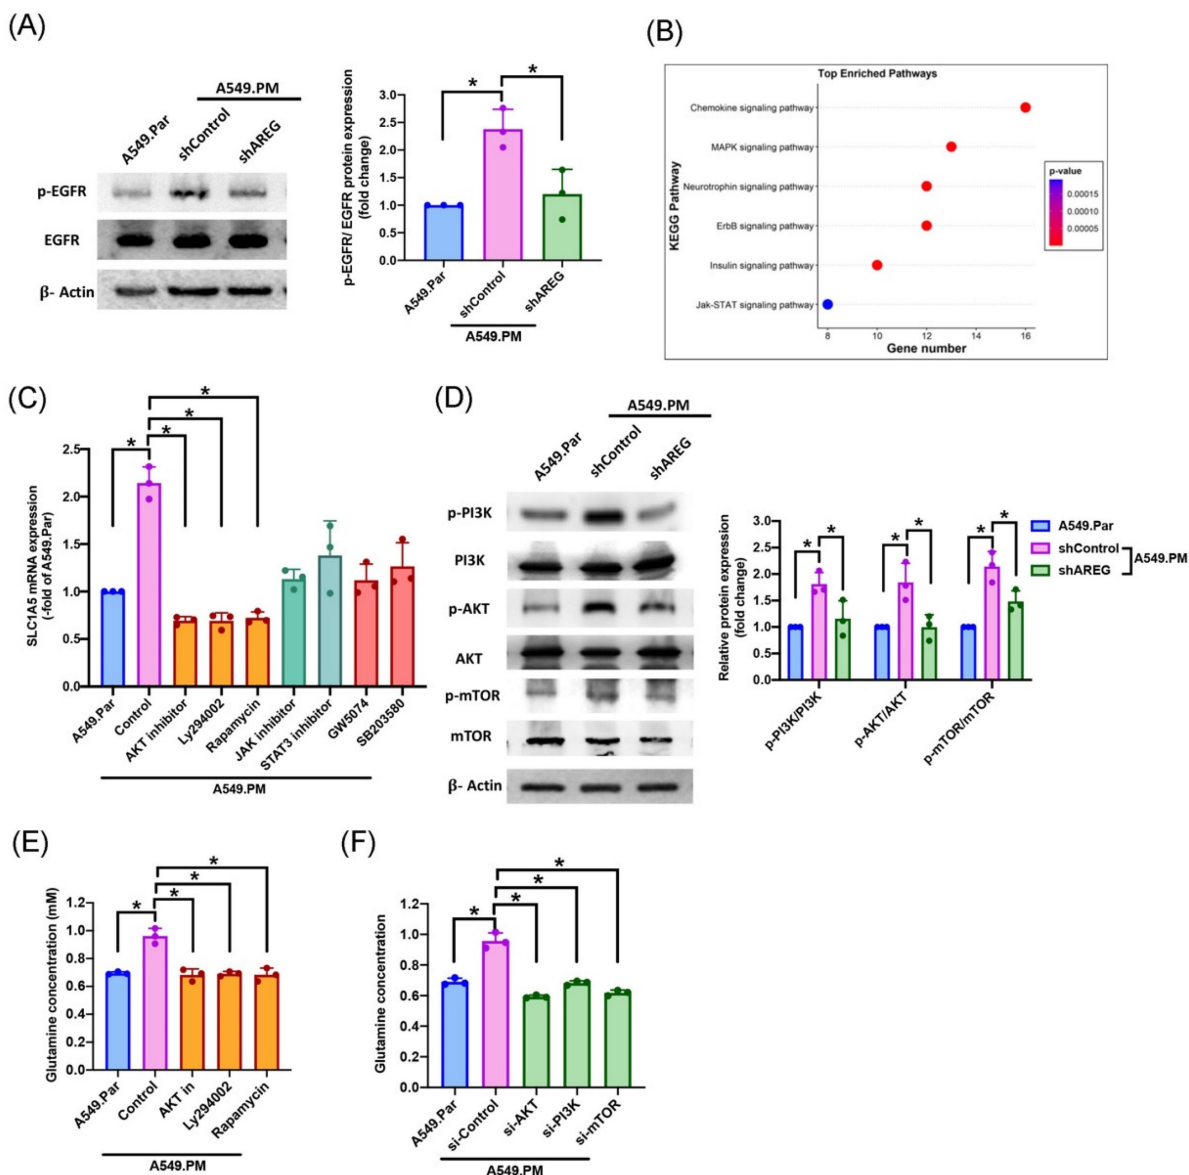 (A)
A549.PM
A549.Par
shControl
shAREG
p-EGFR
EGFR
β- Actin
p-EGFR/ EGFR protein expression
(fold change)
3.0
2.5
2.0
1.5
1.0
0.5
0.0
*
*
A549.Par
shControl
shAREG
A549.PM
(B)
Top Enriched Pathways
KEGG Pathway
Chemokine signaling pathway
MAPK signaling pathway
Neurotrophin signaling pathway
ErbB signaling pathway
Insulin signaling pathway
Jak-STAT signaling pathway
8
10
12
14
16
Gene number
p-value
0.00015
0.00010
0.00005
(C)
SLC1A5 mRNA expression
(-fold of A549.Par)
2.5
2.0
1.5
1.0
0.5
0.0
*
*
*
*
A549.Par
Control
AKT inhibitor
Ly294002
Rapamycin
JAK inhibitor
STAT3 inhibitor
GW5074
SB203580
A549.PM
(D)
A549.PM
A549.Par
shControl
shAREG
p-PI3K
PI3K
p-AKT
AKT
p-mTOR
mTOR
β- Actin
Relative protein expression
(fold change)
3.0
2.5
2.0
1.5
1.0
0.5
0.0
*
*
*
*
*
*
p-PI3K/PI3K
p-AKT/AKT
p-mTOR/mTOR
A549.Par
shControl
shAREG
A549.PM
(E)
Glutamine concentration (mM)
1.2
1.0
0.8
0.6
0.4
0.2
0.0
*
*
*
*
A549.Par
Control
AKT in
Ly294002
Rapamycin
A549.PM
(F)
Glutamine concentration
1.2
1.0
0.8
0.6
0.4
0.2
0.0
*
*
*
*
A549.Par
si-Control
si-AKT
si-PI3K
si-mTOR
A549.PM